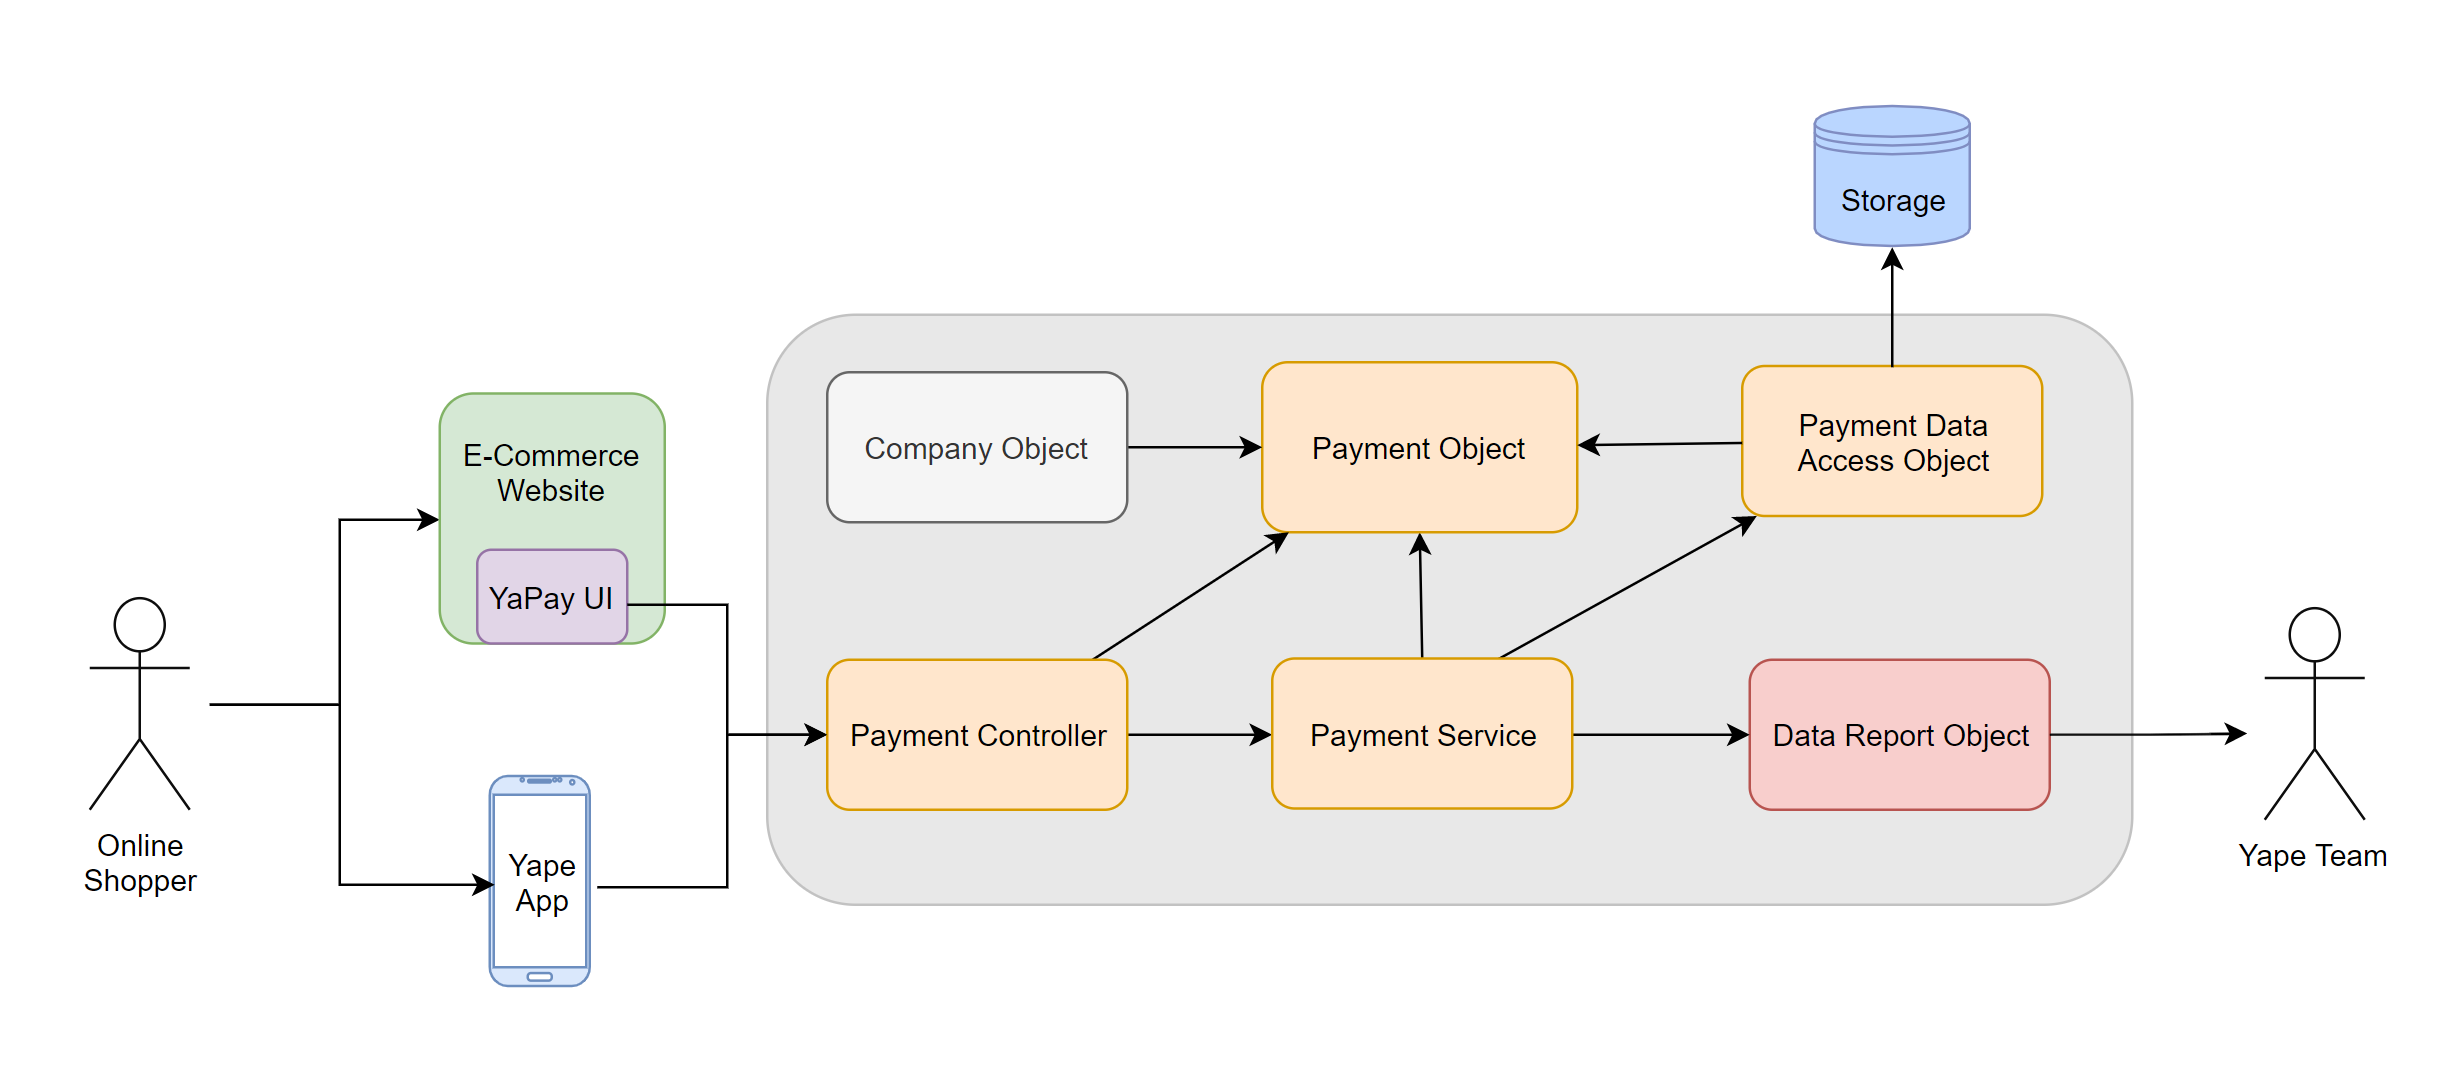 Storage
E-Commerce
Website
YaPay UI
Company Object
Payment Object
Payment Data
Access Object
Payment Controller
Payment Service
Data Report Object
Online
Shopper
Yape
App
Yape Team